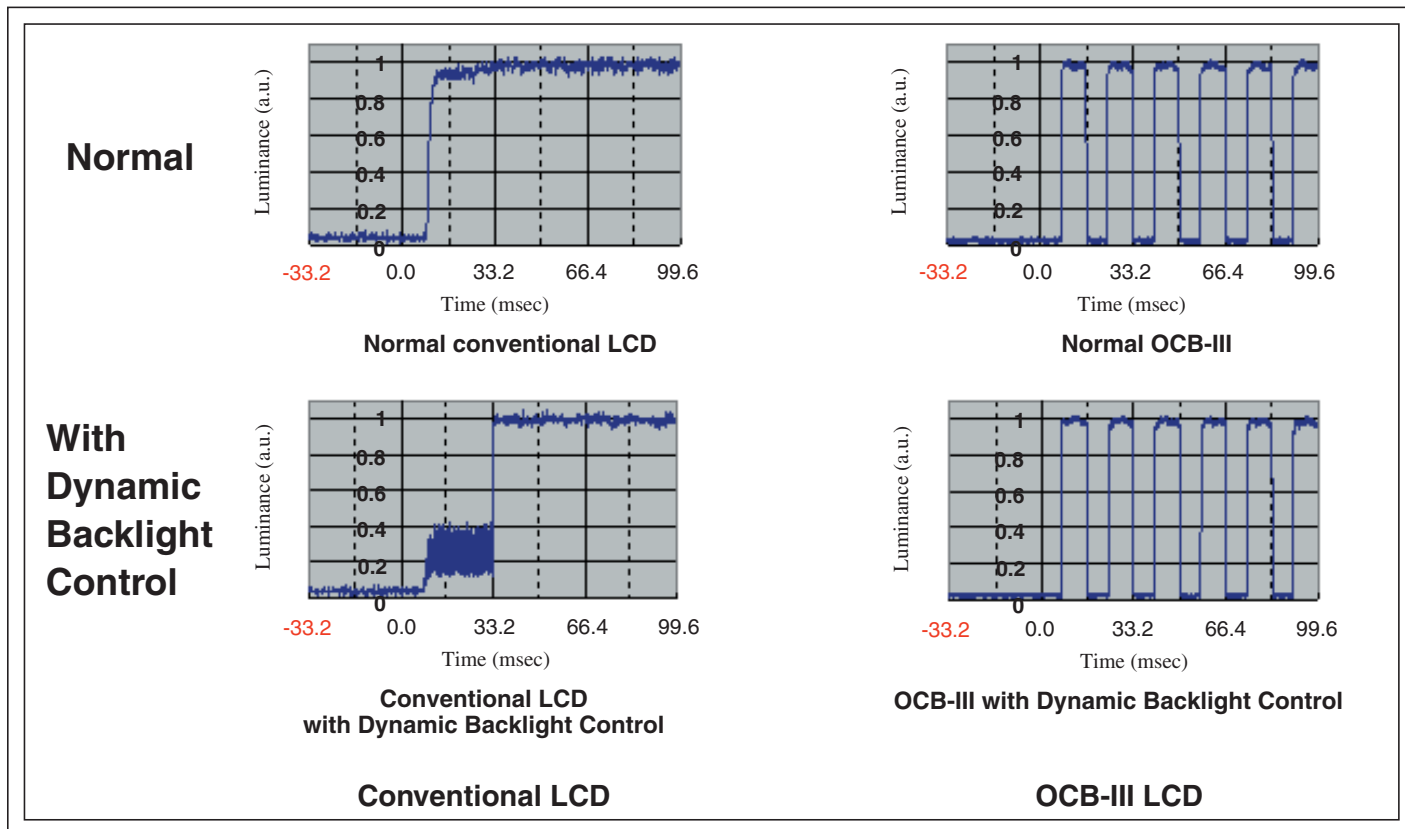 Normal
Luminance (a.u.)
1
0.8
0.6
0.4
0.2
0
-33.2 0.0 33.2 66.4 99.6
Time (msec)
Normal conventional LCD
Luminance (a.u.)
1
0.8
0.6
0.4
0.2
0
-33.2 0.0 33.2 66.4 99.6
Time (msec)
Normal OCB-III
With
Dynamic
Backlight
Control
Luminance (a.u.)
1
0.8
0.6
0.4
0.2
0
-33.2 0.0 33.2 66.4 99.6
Time (msec)
Conventional LCD
with Dynamic Backlight Control
Luminance (a.u.)
1
0.8
0.6
0.4
0.2
0
-33.2 0.0 33.2 66.4 99.6
Time (msec)
OCB-III with Dynamic Backlight Control
Conventional LCD
OCB-III LCD